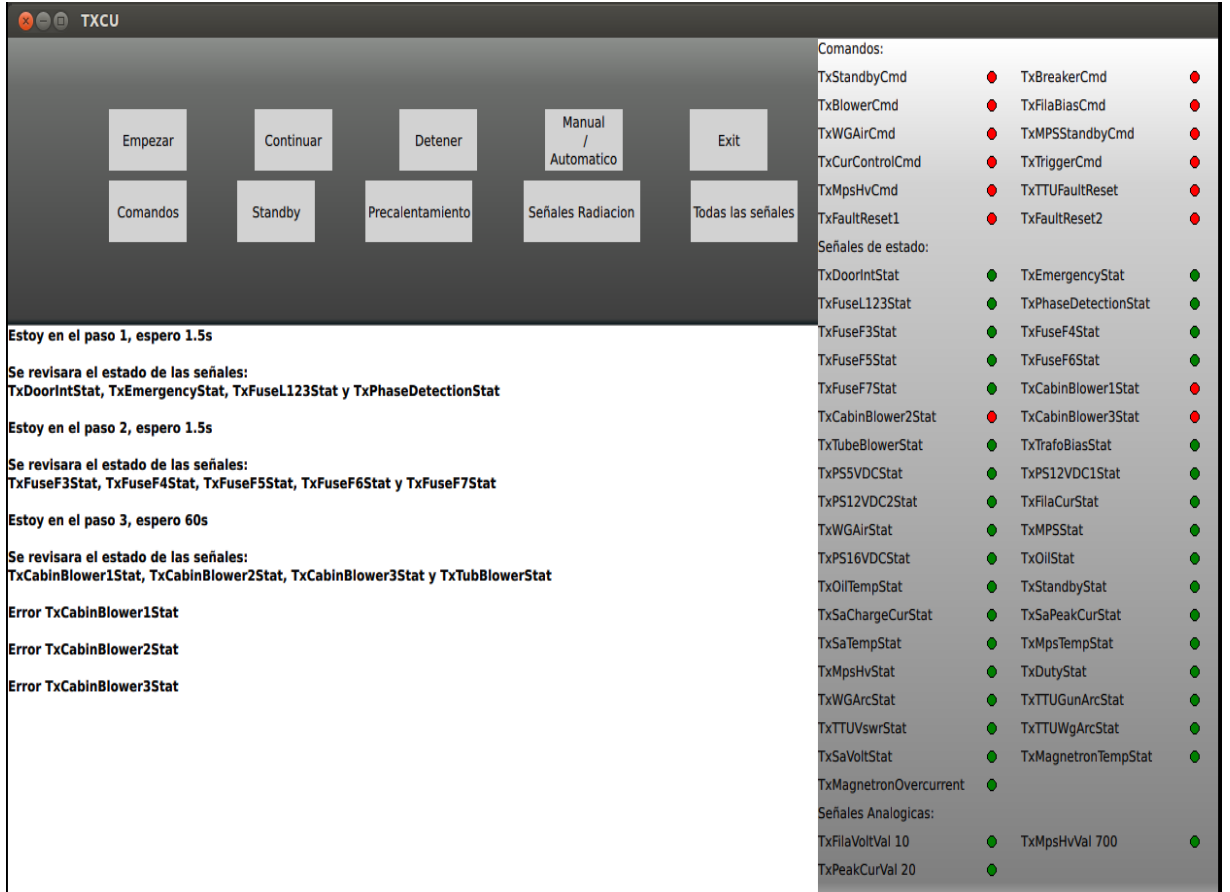 TXCU
Empezar
Continuar
Detener
Manual
/
Automatico
Exit
Comandos
Standby
Precalentamiento
Señales Radiacion
Todas las señales
Estoy en el paso 1, espero 1.5s
Se revisara el estado de las señales:
TxDoorIntStat, TxEmergencyStat, TxFuseL123Stat y TxPhaseDetectionStat
Estoy en el paso 2, espero 1.5s
Se revisara el estado de las señales:
TxFuseF3Stat, TxFuseF4Stat, TxFuseF5Stat, TxFuseF6Stat y TxFuseF7Stat
Estoy en el paso 3, espero 60s
Se revisara el estado de las señales:
TxCabinBlower1Stat, TxCabinBlower2Stat, TxCabinBlower3Stat y TxTubBlowerStat
Error TxCabinBlower1Stat
Error TxCabinBlower2Stat
Error TxCabinBlower3Stat
Comandos:
TxStandbyCmd TxBreakerCmd
TxBlowerCmd TxFilaBiasCmd
TxWGAirCmd TxMPSStandbyCmd
TxCurControlCmd TxTriggerCmd
TxMpsHvCmd TxTTUFaultReset
TxFaultReset1 TxFaultReset2
Señales de estado:
TxDoorIntStat TxEmergencyStat
TxFuseL123Stat TxPhaseDetectionStat
TxFuseF3Stat TxFuseF4Stat
TxFuseF5Stat TxFuseF6Stat
TxFuseF7Stat TxCabinBlower1Stat
TxCabinBlower2Stat TxCabinBlower3Stat
TxTubeBlowerStat TxTrafoBiasStat
TxPS5VDCStat TxPS12VDC1Stat
TxPS12VDC2Stat TxFilaCurStat
TxWGAirStat TxMPSStat
TxPS16VDCStat TxOilStat
TxOilTempStat TxStandbyStat
TxSaChargeCurStat TxSaPeakCurStat
TxSaTempStat TxMpsTempStat
TxMpsHvStat TxDutyStat
TxWGArcStat TxTTUGunArcStat
TxTTUVswrStat TxTTUWgArcStat
TxSaVoltStat TxMagnetronTempStat
TxMagnetronOvercurrent
Señales Analogicas:
TxFilaVoltVal 10 TxMpsHvVal 700
TxPeakCurVal 20